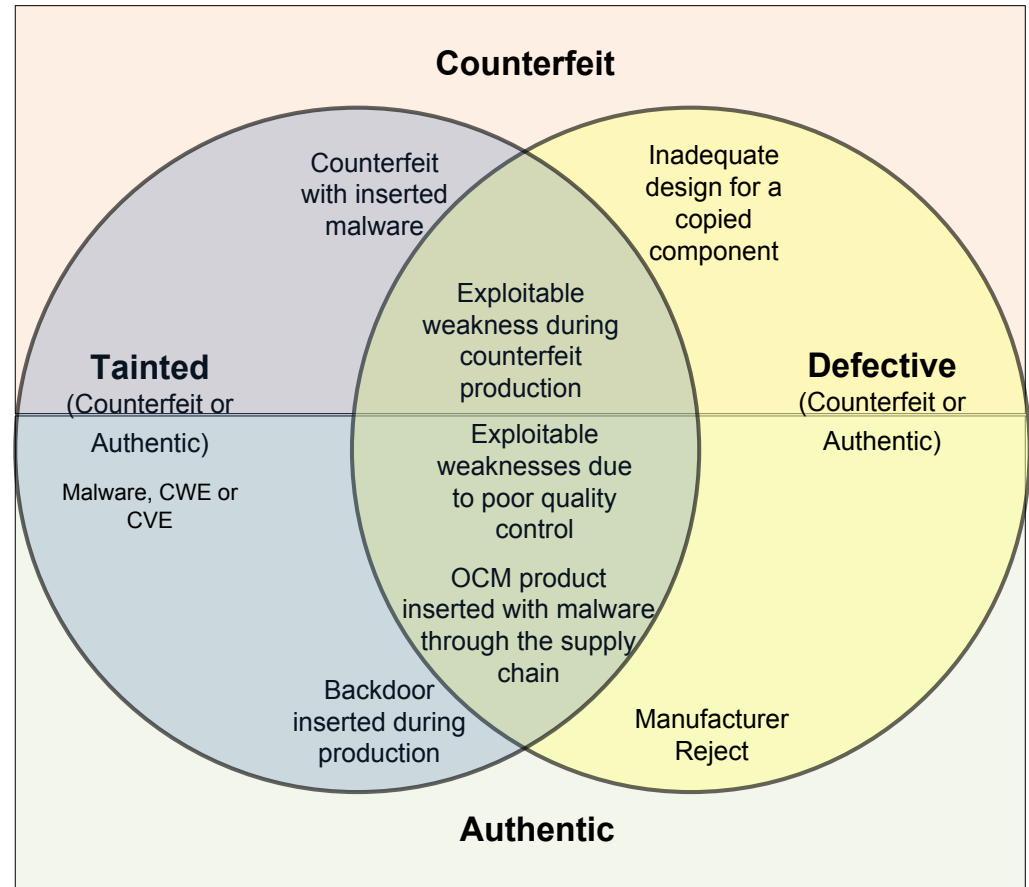 Counterfeit
Counterfeit
with inserted
malware
Inadequate
design for a
copied
component
Exploitable
weakness during
counterfeit
production
Tainted
(Counterfeit or
Authentic)
Malware, CWE or
CVE
Defective
(Counterfeit or
Authentic)
Exploitable
weaknesses due
to poor quality
control
OCM product
inserted with malware
through the supply
chain
Backdoor
inserted during
production
Manufacturer
Reject
Authentic